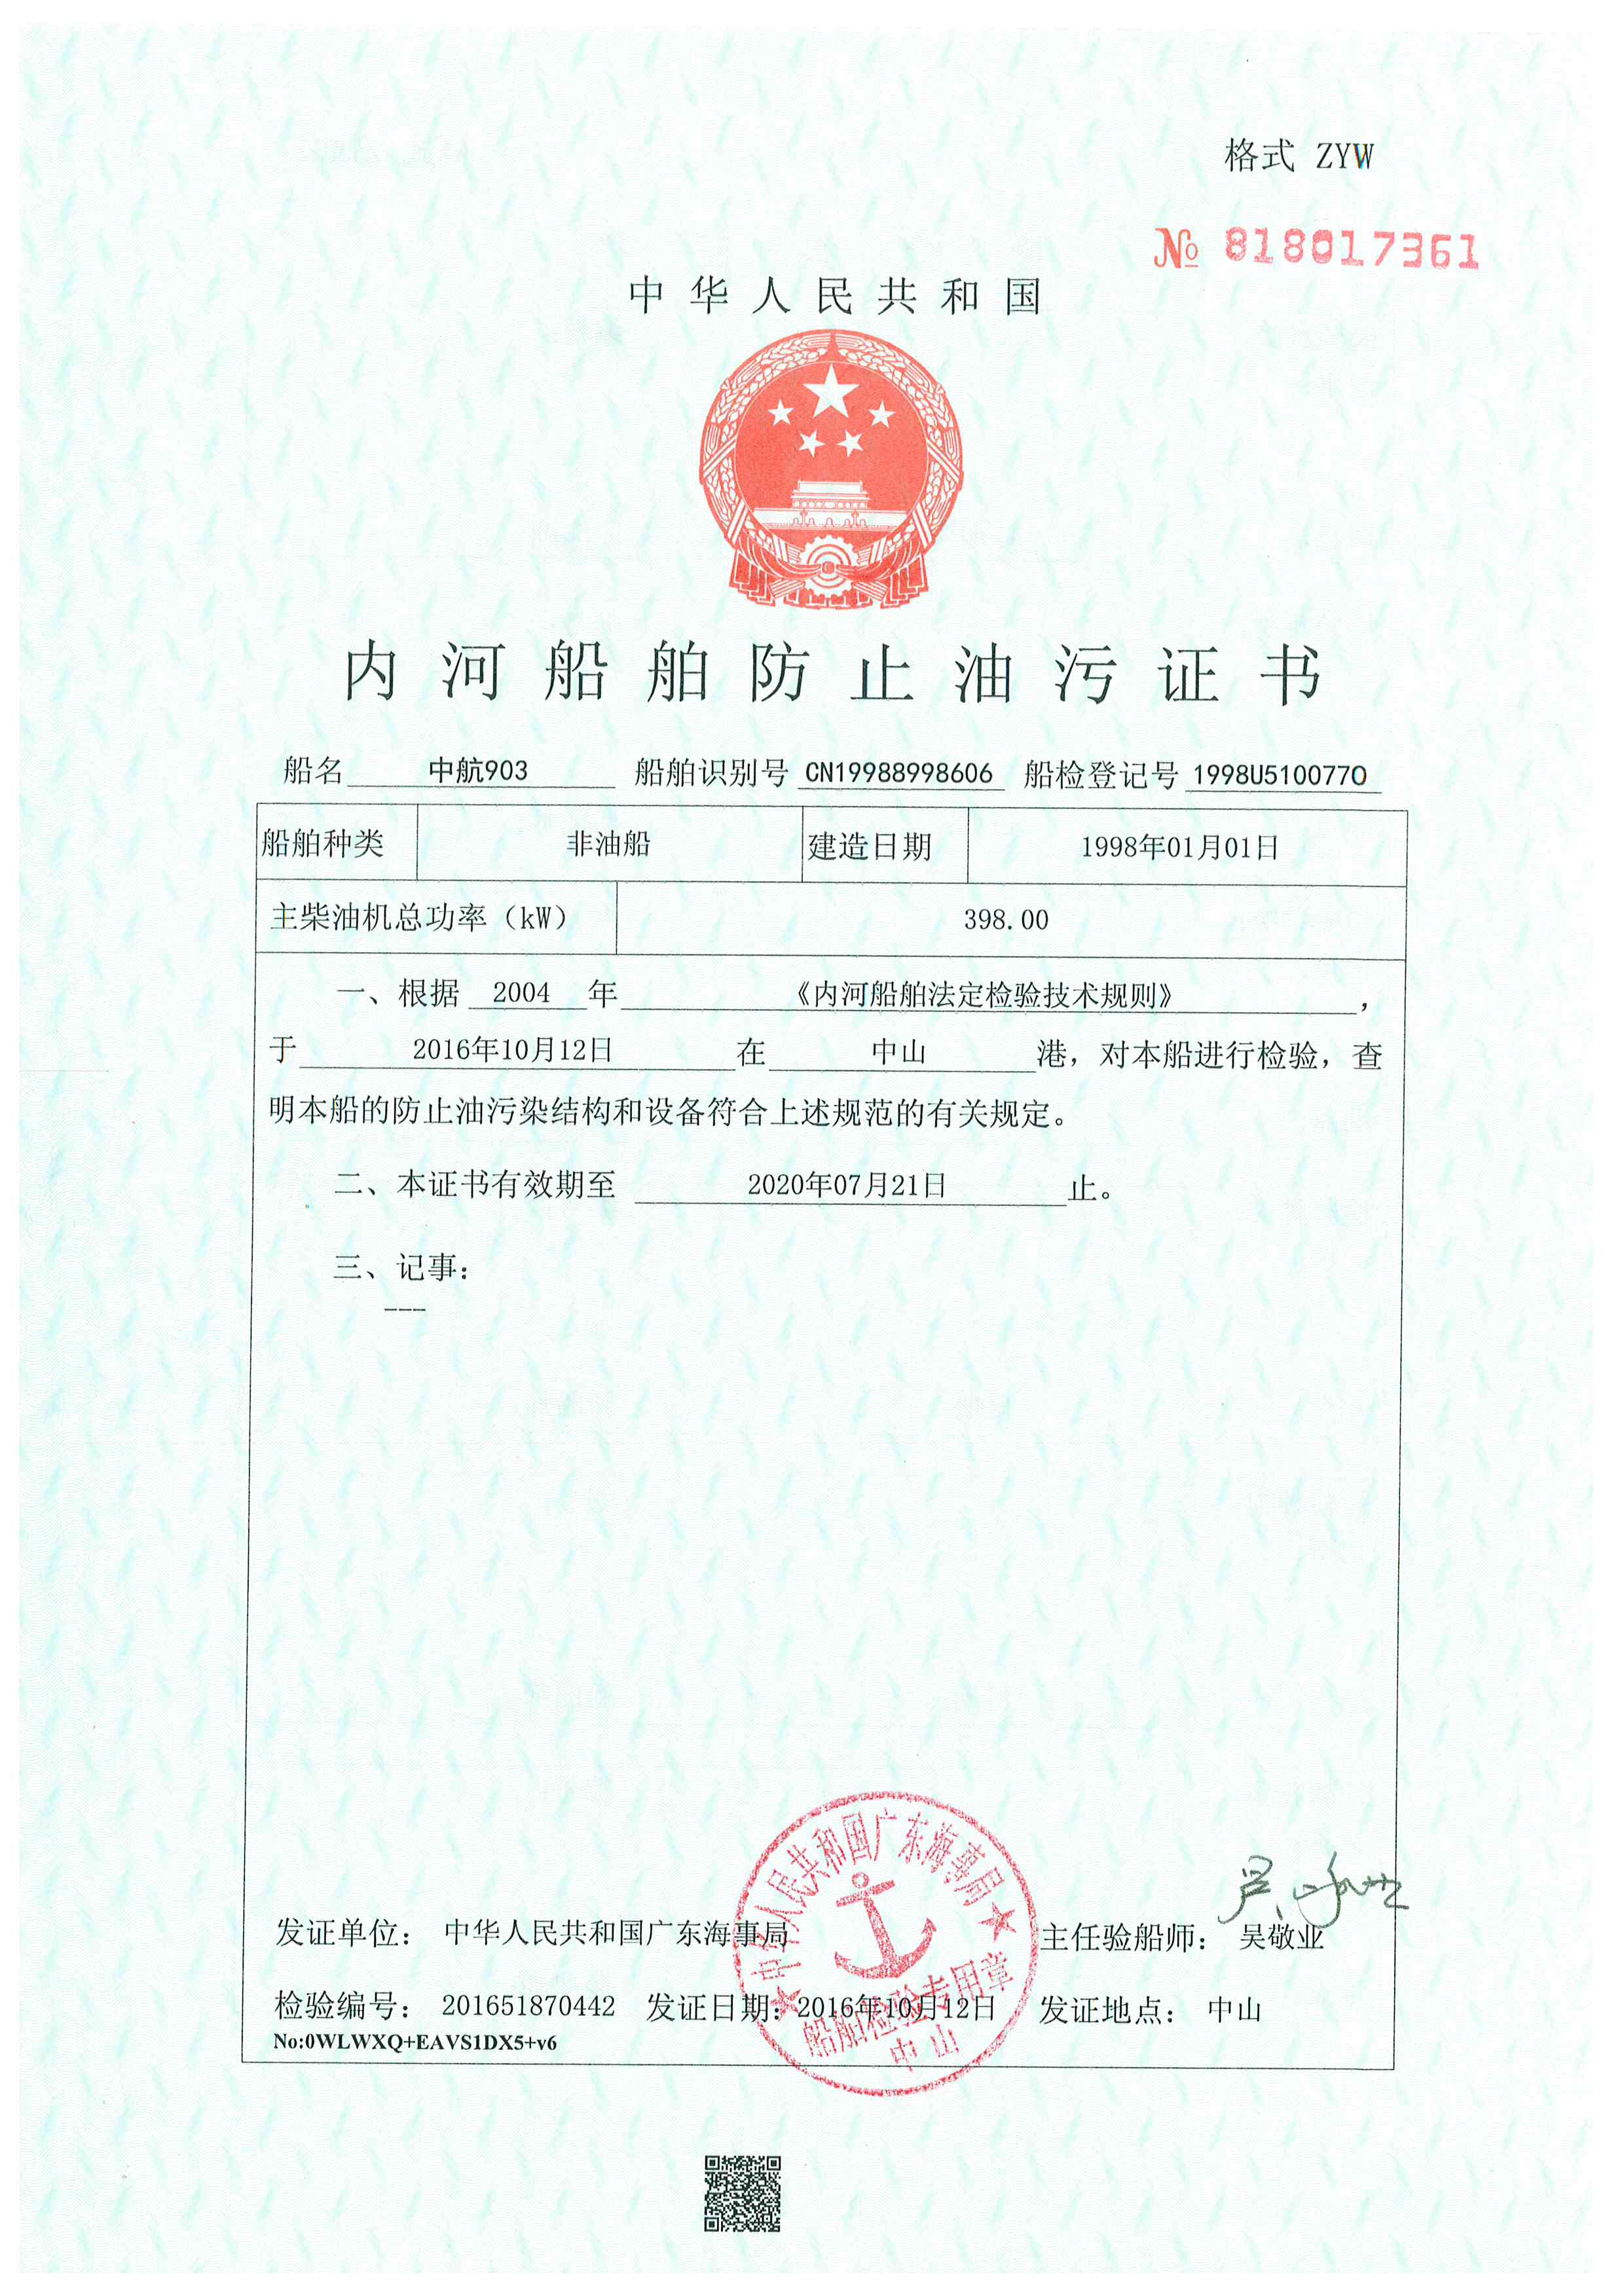 格式 ZYW
№ 818017361
中华人民共和国
内河船舶防止油污证书
船名 中航903 船舶识别号 CN19988998606 船检登记号 1998U5100770
船舶种类 非油船 建造日期 1998年01月01日
主柴油机总功率（kW） 398.00
一、根据 2004 年 《内河船舶法定检验技术规则》，
于 2016年10月12日 在 中山 港，对本船进行检验，查
明本船的防止油污染结构和设备符合上述规范的有关规定。
二、本证书有效期至 2020年07月21日 止。
三、记事：
---
中华人民共和国广东海事局
船舶检验专用章
中山
吴敬业
发证单位： 中华人民共和国广东海事局 主任验船师： 吴敬业
检验编号： 201651870442 发证日期： 2016年10月12日 发证地点： 中山
No:0WLWXQ+EAVS1DX5+v6